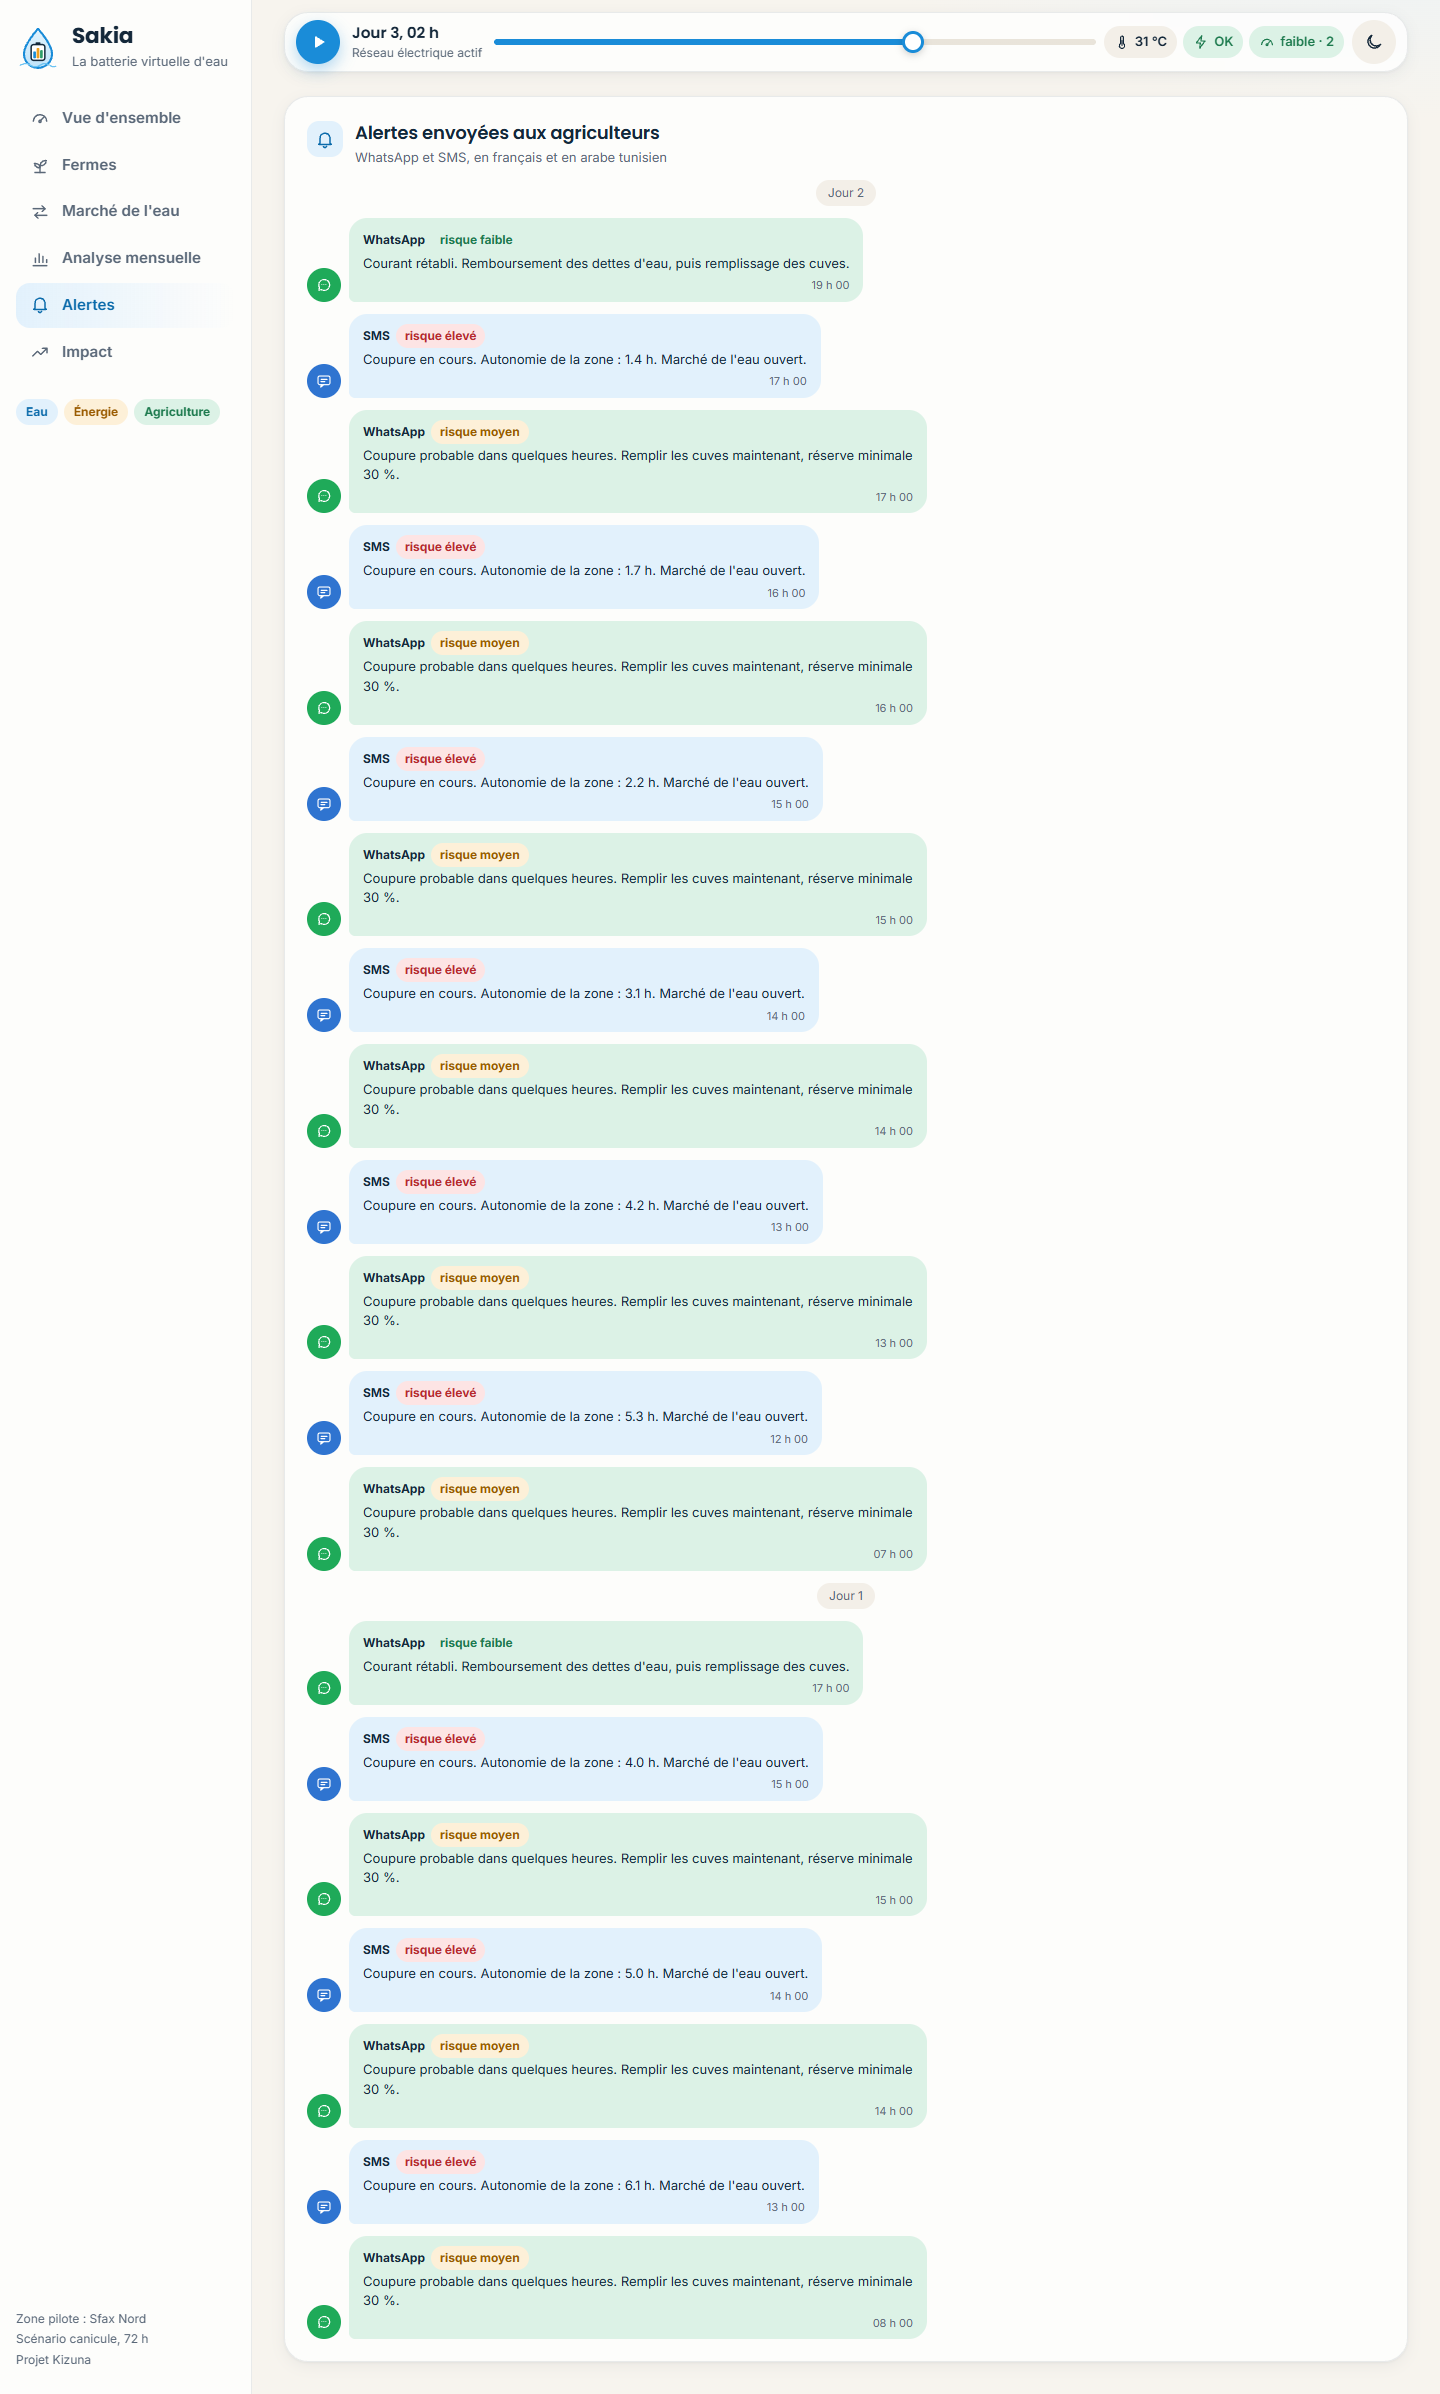 Sakia
La batterie virtuelle d'eau
Vue d'ensemble
Fermes
Marché de l'eau
Analyse mensuelle
Alertes
Impact
Eau
Énergie
Agriculture
Zone pilote : Sfax Nord
Scénario canicule, 72 h
Projet Kizuna
Jour 3, 02 h
Réseau électrique actif
31 °C
OK
faible · 2
Alertes envoyées aux agriculteurs
WhatsApp et SMS, en français et en arabe tunisien
Jour 2
WhatsApp risque faible
Courant rétabli. Remboursement des dettes d'eau, puis remplissage des cuves.
19 h 00
SMS risque élevé
Coupure en cours. Autonomie de la zone : 1.4 h. Marché de l'eau ouvert.
17 h 00
WhatsApp risque moyen
Coupure probable dans quelques heures. Remplir les cuves maintenant, réserve minimale
30 %.
17 h 00
SMS risque élevé
Coupure en cours. Autonomie de la zone : 1.7 h. Marché de l'eau ouvert.
16 h 00
WhatsApp risque moyen
Coupure probable dans quelques heures. Remplir les cuves maintenant, réserve minimale
30 %.
16 h 00
SMS risque élevé
Coupure en cours. Autonomie de la zone : 2.2 h. Marché de l'eau ouvert.
15 h 00
WhatsApp risque moyen
Coupure probable dans quelques heures. Remplir les cuves maintenant, réserve minimale
30 %.
15 h 00
SMS risque élevé
Coupure en cours. Autonomie de la zone : 3.1 h. Marché de l'eau ouvert.
14 h 00
WhatsApp risque moyen
Coupure probable dans quelques heures. Remplir les cuves maintenant, réserve minimale
30 %.
14 h 00
SMS risque élevé
Coupure en cours. Autonomie de la zone : 4.2 h. Marché de l'eau ouvert.
13 h 00
WhatsApp risque moyen
Coupure probable dans quelques heures. Remplir les cuves maintenant, réserve minimale
30 %.
13 h 00
SMS risque élevé
Coupure en cours. Autonomie de la zone : 5.3 h. Marché de l'eau ouvert.
12 h 00
WhatsApp risque moyen
Coupure probable dans quelques heures. Remplir les cuves maintenant, réserve minimale
30 %.
07 h 00
Jour 1
WhatsApp risque faible
Courant rétabli. Remboursement des dettes d'eau, puis remplissage des cuves.
17 h 00
SMS risque élevé
Coupure en cours. Autonomie de la zone : 4.0 h. Marché de l'eau ouvert.
15 h 00
WhatsApp risque moyen
Coupure probable dans quelques heures. Remplir les cuves maintenant, réserve minimale
30 %.
15 h 00
SMS risque élevé
Coupure en cours. Autonomie de la zone : 5.0 h. Marché de l'eau ouvert.
14 h 00
WhatsApp risque moyen
Coupure probable dans quelques heures. Remplir les cuves maintenant, réserve minimale
30 %.
14 h 00
SMS risque élevé
Coupure en cours. Autonomie de la zone : 6.1 h. Marché de l'eau ouvert.
13 h 00
WhatsApp risque moyen
Coupure probable dans quelques heures. Remplir les cuves maintenant, réserve minimale
30 %.
08 h 00